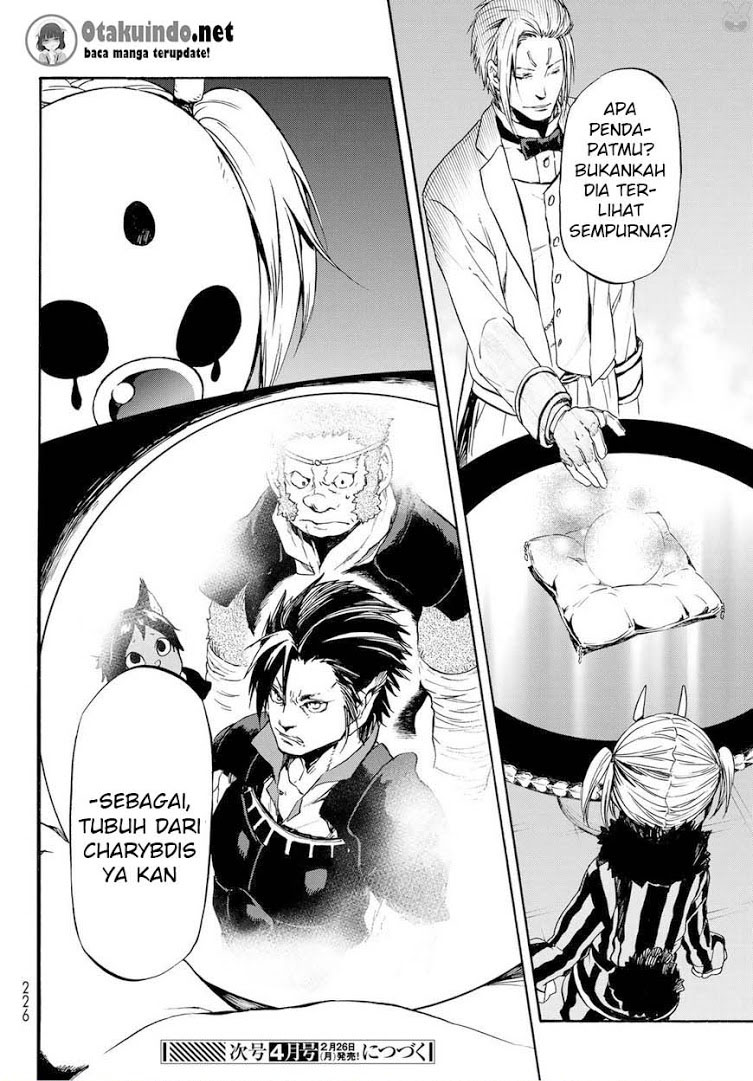 Otakuindo.net
baca manga terupdate!
APA
PENDA-
PATMU?
BUKANKAH
DIA TER-
LIHAT
SEMPURNA?
-SEBAGAI,
TUBUH DARI
CHARYBDIS
YA KAN
226
次号4月号2月26日(月)発売!につづく